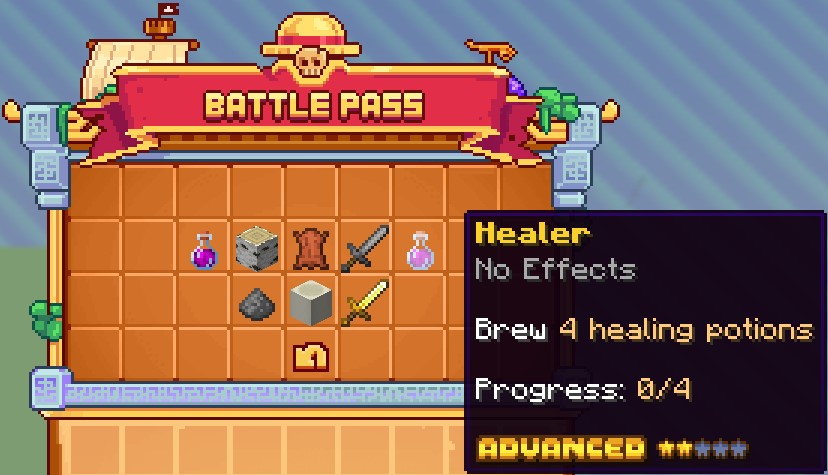 BATTLE PASS
Healer
No Effects
Brew 4 healing potions
Progress: 0/4
ADVANCED ★★★★★